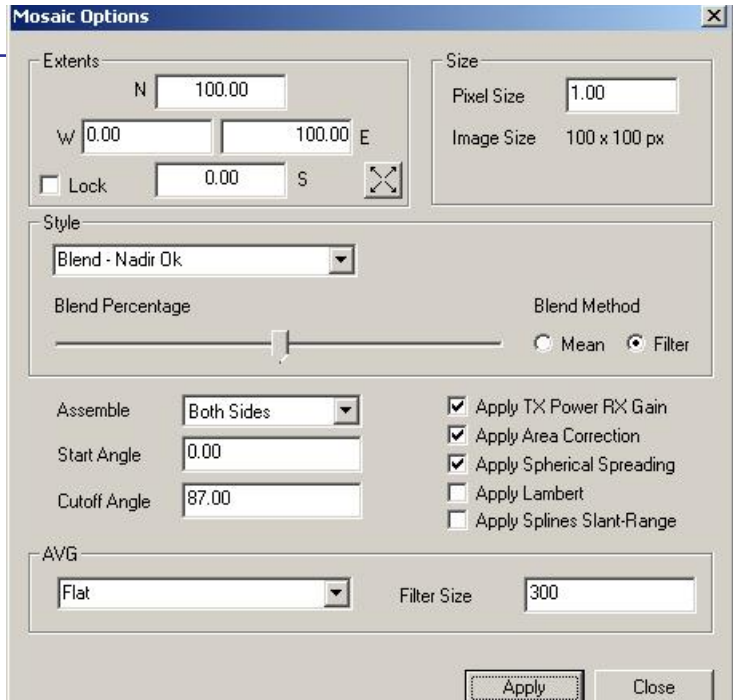 Mosaic Options
Extents
N 100.00
W 0.00 100.00 E
Lock 0.00 S
Size
Pixel Size 1.00
Image Size 100 x 100 px
Style
Blend - Nadir Ok
Blend Percentage
Blend Method
Mean Filter
Assemble Both Sides
Start Angle 0.00
Cutoff Angle 87.00
Apply TX Power RX Gain
Apply Area Correction
Apply Spherical Spreading
Apply Lambert
Apply Splines Slant-Range
AVG
Flat
Filter Size 300
Apply Close